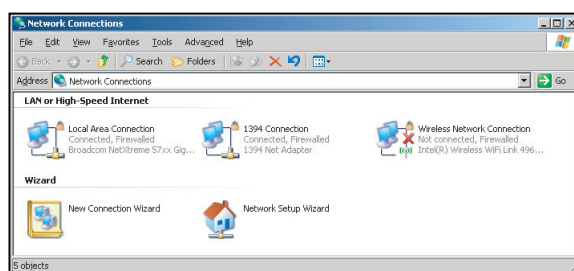 Network Connections
File Edit View Favorites Tools Advanced Help
Back Search Folders
Address Network Connections Go
LAN or High-Speed Internet
Local Area Connection
Connected, Firewalled
Broadcom NetXtreme 57xx Gig...
1394 Connection
Connected, Firewalled
1394 Net Adapter
Wireless Network Connection
Not connected, Firewalled
Intel(R) Wireless WiFi Link 496...
Wizard
New Connection Wizard
Network Setup Wizard
5 objects